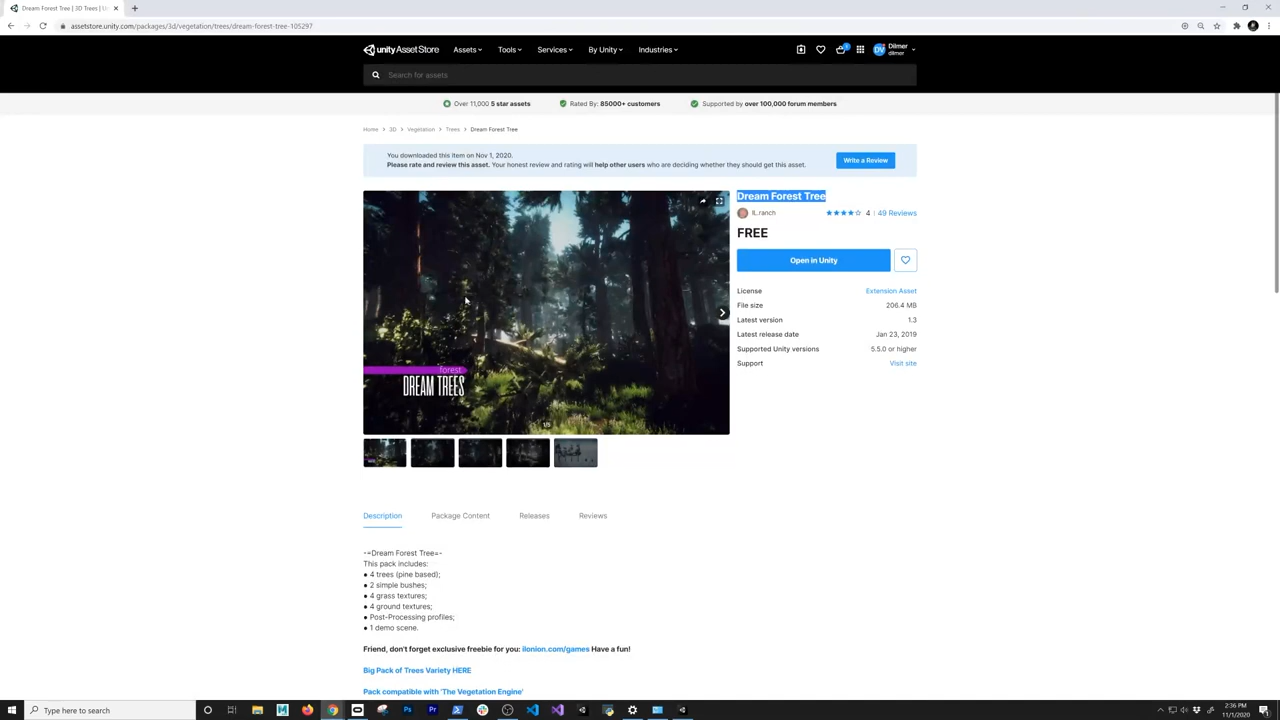 Dream Forest Tree | 3D Trees | Un
assetstore.unity.com/packages/3d/vegetation/trees/dream-forest-tree-105297
unity Asset Store
Assets
Tools
Services
By Unity
Industries
DV
Dilmer
dilmer
Search for assets
Over 11,000 5 star assets
Rated By: 85000+ customers
Supported by over 100,000 forum members
Home > 3D > Vegetation > Trees > Dream Forest Tree
You downloaded this item on Nov 1, 2020.
Please rate and review this asset. Your honest review and rating will help other users who are deciding whether they should get this asset.
Write a Review
forest
DREAM TREES
Dream Forest Tree
IL.ranch
4 | 49 Reviews
FREE
Open in Unity
License Extension Asset
File size 206.4 MB
Latest version 1.3
Latest release date Jan 23, 2019
Supported Unity versions 5.5.0 or higher
Support Visit site
Description
Package Content
Releases
Reviews
-=Dream Forest Tree=-
This pack includes:
● 4 trees (pine based);
● 2 simple bushes;
● 4 grass textures;
● 4 ground textures;
● Post-Processing profiles;
● 1 demo scene.
Friend, don't forget exclusive freebie for you: ilonion.com/games Have a fun!
Big Pack of Trees Variety HERE
Pack compatible with 'The Vegetation Engine'
Type here to search
Ps
Pr
2:36 PM
11/1/2020